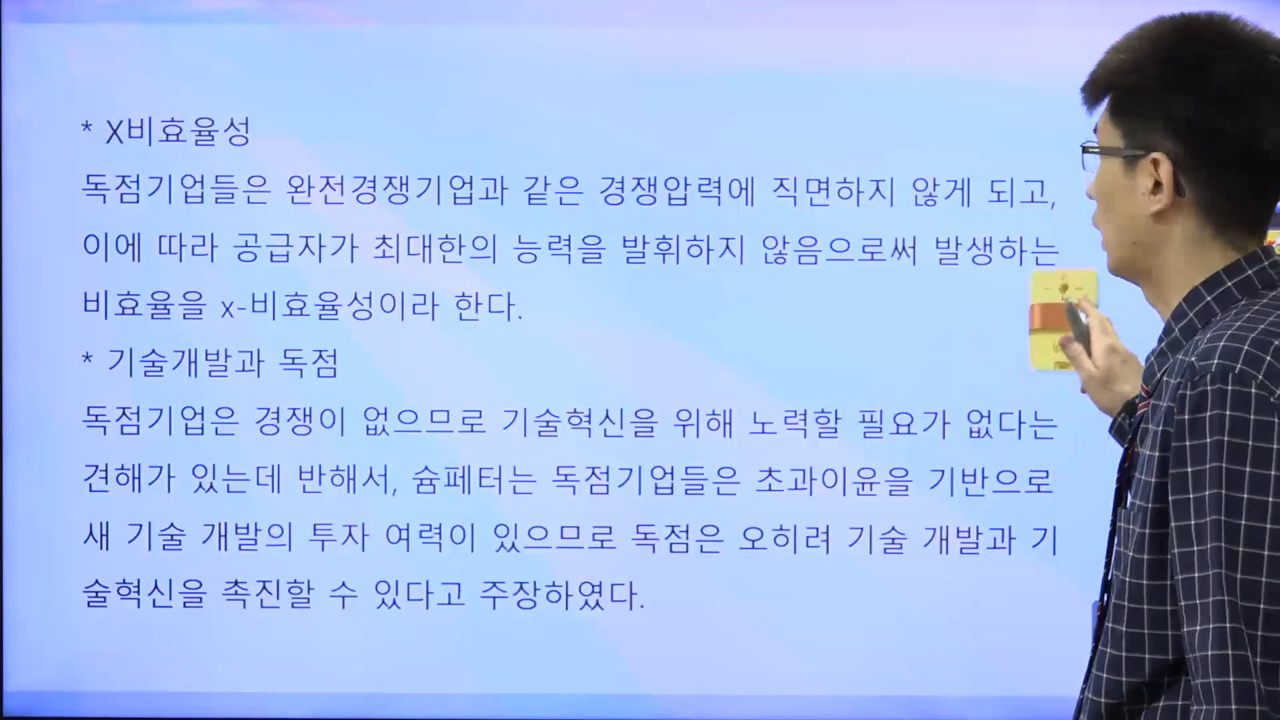 * X비효율성
독점기업들은 완전경쟁기업과 같은 경쟁압력에 직면하지 않게 되고,
이에 따라 공급자가 최대한의 능력을 발휘하지 않음으로써 발생하는
비효율을 x-비효율성이라 한다.
* 기술개발과 독점
독점기업은 경쟁이 없으므로 기술혁신을 위해 노력할 필요가 없다는
견해가 있는데 반해서, 슘페터는 독점기업들은 초과이윤을 기반으로
새 기술 개발의 투자 여력이 있으므로 독점은 오히려 기술 개발과 기
술혁신을 촉진할 수 있다고 주장하였다.